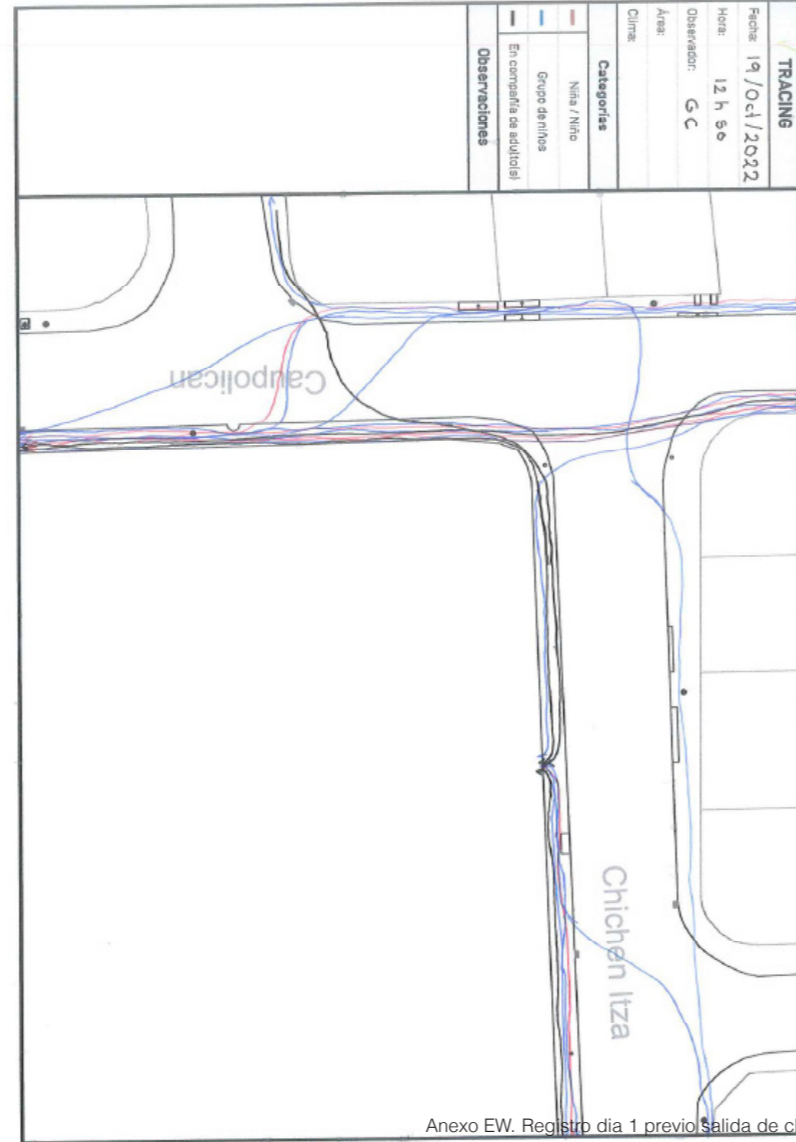 TRACING
Fecha: 19/Oct/2022
Hora: 12 h 50
Observador: GC
Área:
Clima:
Categorías
Niña / Niño
Grupo de niños
En compañía de adulto(s)
Observaciones
Caupolican
Chichen Itza
Anexo EW. Registro dia 1 previo salida de cl